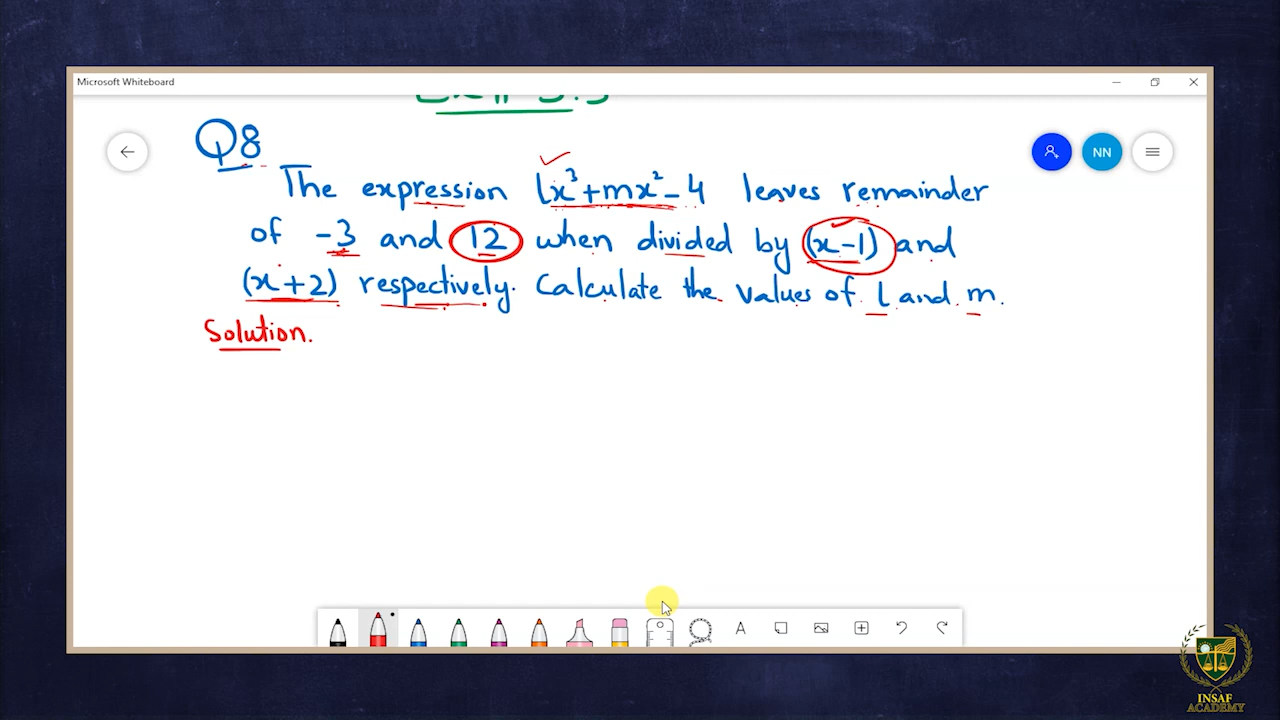 Microsoft Whiteboard
Q8
The expression lx³+mx²-4 leaves remainder
of -3 and 12 when divided by (x-1) and
(x+2) respectively. Calculate the values of l and m.
Solution.
NN
A
INSAF
ACADEMY